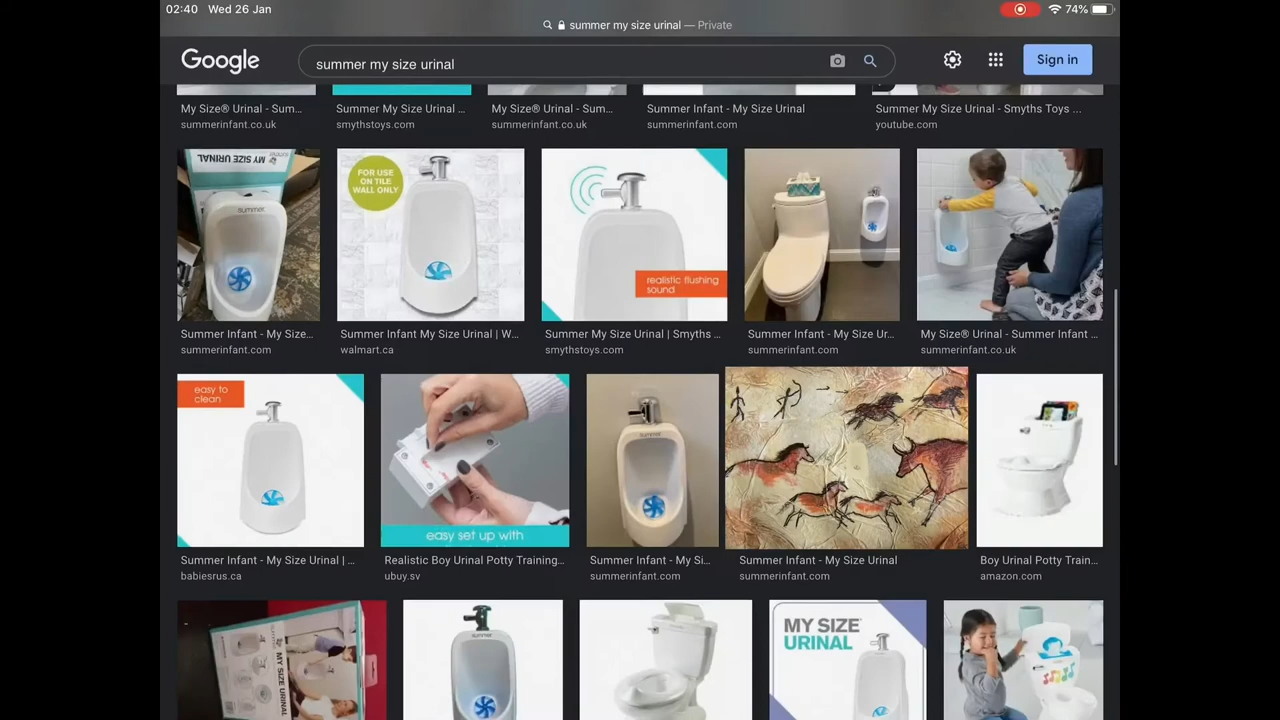 02:40 Wed 26 Jan
74%
summer my size urinal — Private
Google
summer my size urinal
Sign in
My Size® Urinal - Sum...
summerinfant.co.uk
Summer My Size Urinal ...
smythstoys.com
My Size® Urinal - Sum...
summerinfant.co.uk
Summer Infant - My Size Urinal
summerinfant.com
Summer My Size Urinal - Smyths Toys ...
youtube.com
MY SIZE URINAL
summer
FOR USE
ON TILE
WALL ONLY
realistic flushing
sound
Summer Infant - My Size...
summerinfant.com
Summer Infant My Size Urinal | W...
walmart.ca
Summer My Size Urinal | Smyths ...
smythstoys.com
Summer Infant - My Size Ur...
summerinfant.com
My Size® Urinal - Summer Infant ...
summerinfant.co.uk
easy to
clean
easy set up with
summer
Summer Infant - My Size Urinal | ...
babiesrus.ca
Realistic Boy Urinal Potty Training...
ubuy.sv
Summer Infant - My Si...
summerinfant.com
Summer Infant - My Size Urinal
summerinfant.com
Boy Urinal Potty Train...
amazon.com
MY SIZE URINAL
summer
MY SIZE
URINAL